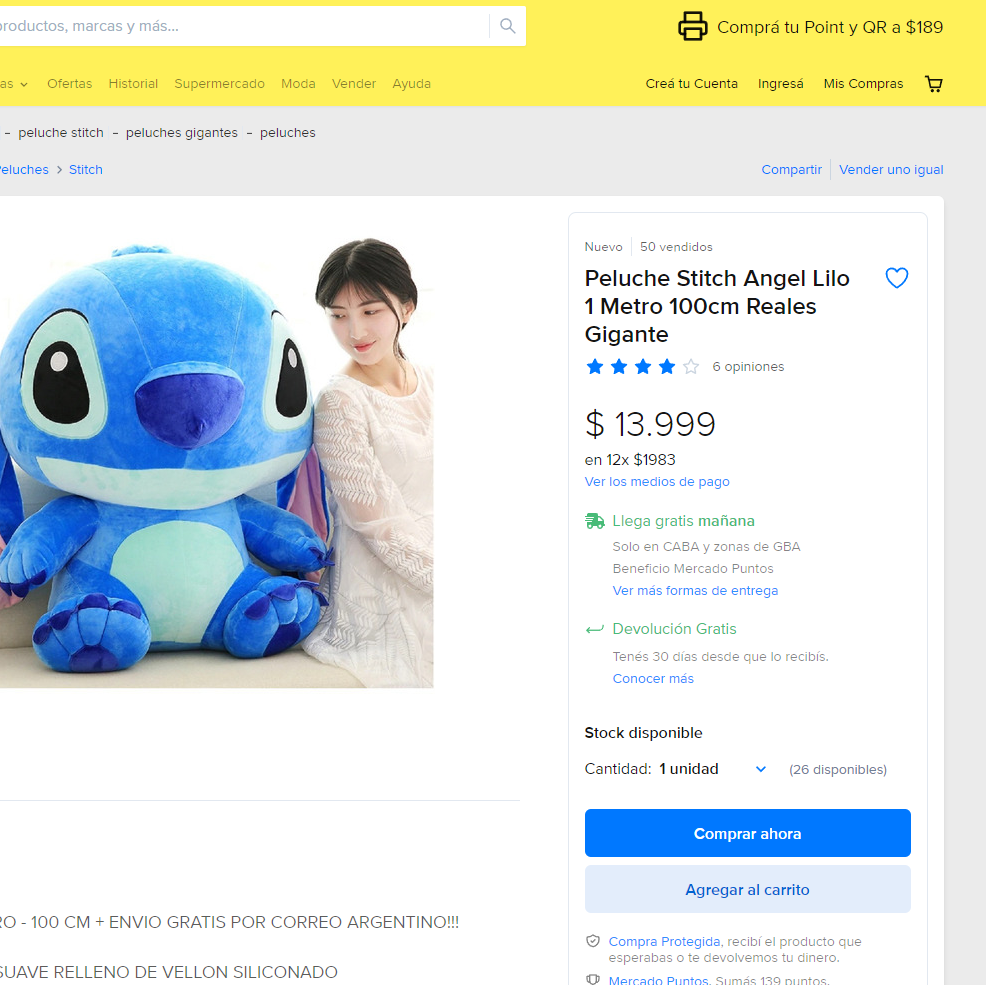 productos, marcas y más...
Comprá tu Point y QR a $189
Ofertas Historial Supermercado Moda Vender Ayuda
Creá tu Cuenta Ingresá Mis Compras
- peluche stitch - peluches gigantes - peluches
Peluches > Stitch
Compartir Vender uno igual
Nuevo 50 vendidos
Peluche Stitch Angel Lilo
1 Metro 100cm Reales
Gigante
6 opiniones
$ 13.999
en 12x $1983
Ver los medios de pago
Llega gratis mañana
Solo en CABA y zonas de GBA
Beneficio Mercado Puntos
Ver más formas de entrega
Devolución Gratis
Tenés 30 días desde que lo recibís.
Conocer más
Stock disponible
Cantidad: 1 unidad (26 disponibles)
Comprar ahora
Agregar al carrito
RO - 100 CM + ENVIO GRATIS POR CORREO ARGENTINO!!!
SUAVE RELLENO DE VELLON SILICONADO
Compra Protegida, recibí el producto que
esperabas o te devolvemos tu dinero.
Mercado Puntos. Sumás 139 puntos.